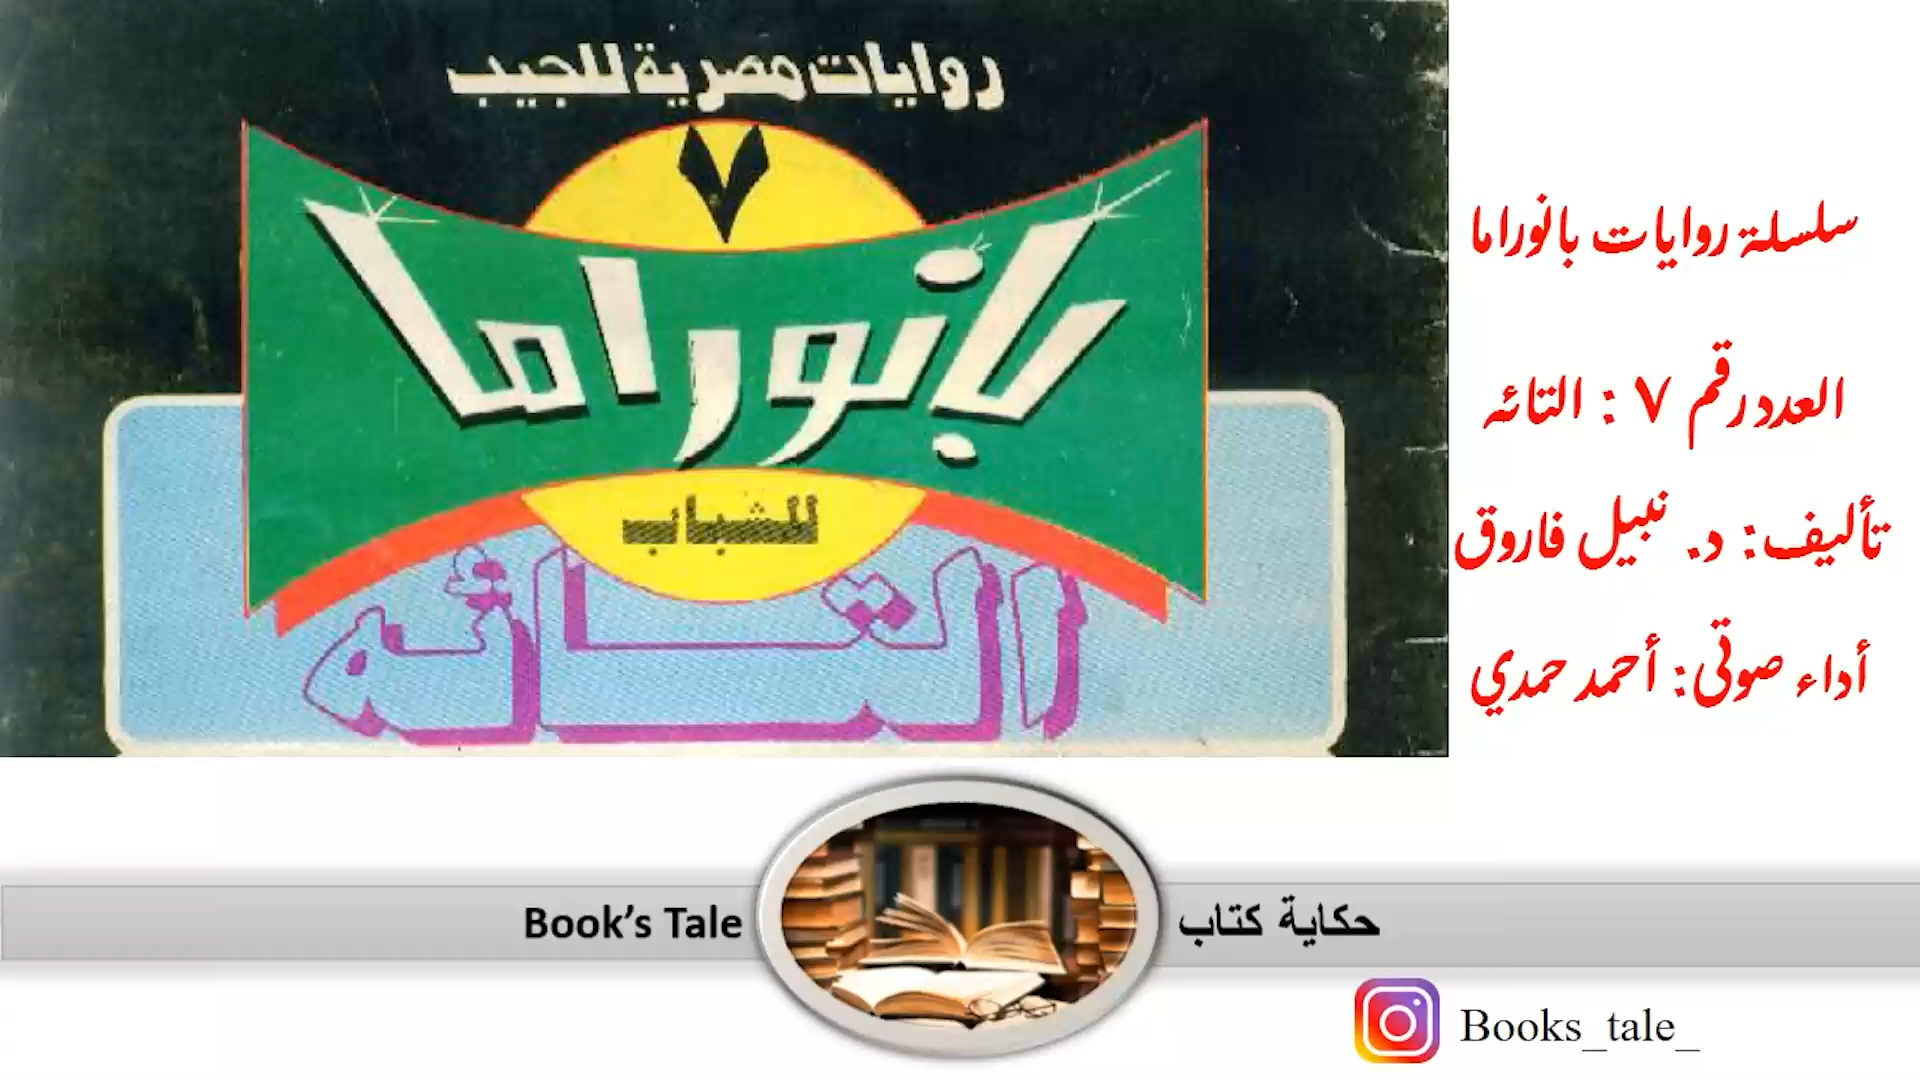 روايات مصرية للجيب
٧
بانوراما
للشباب
التائه
سلسلة روايات بانوراما
العدد رقم ٧ : التائه
تأليف: د. نبيل فاروق
أداء صوتى: أحمد حمدي
Book's Tale
حكاية كتاب
Books_tale_